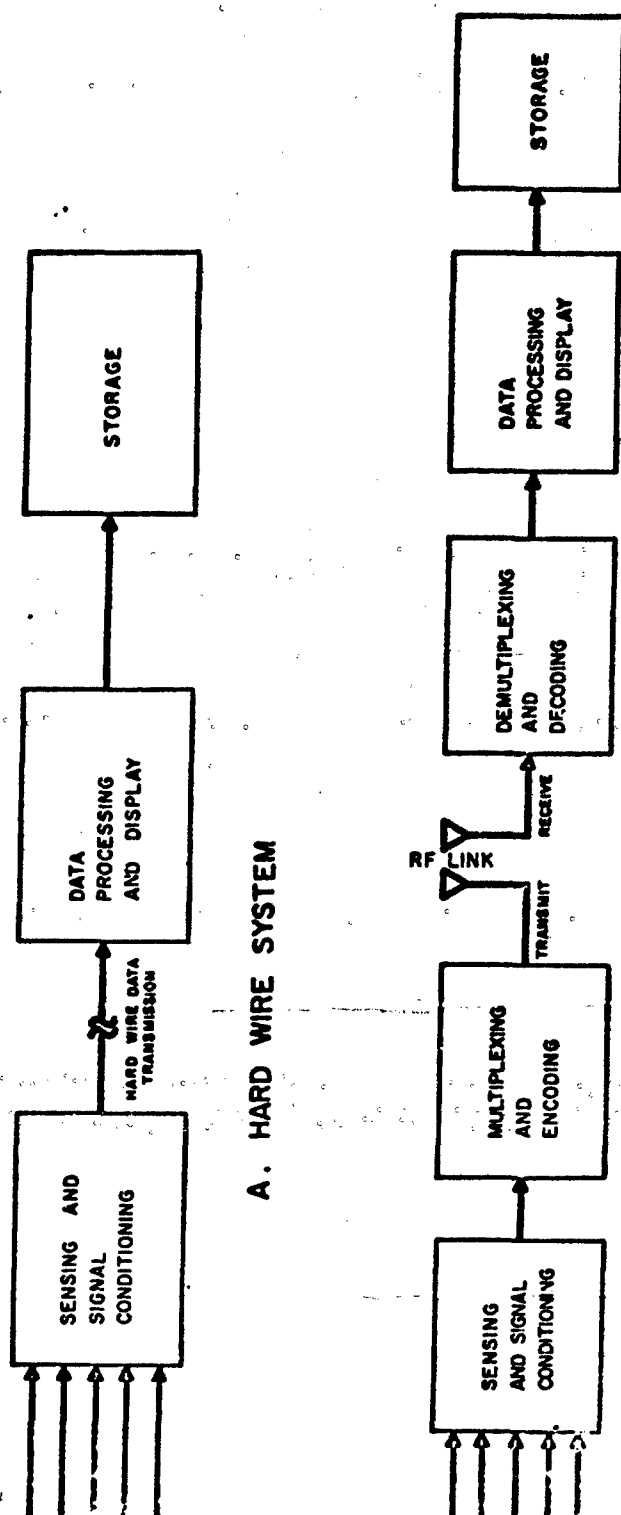 SENSING AND
SIGNAL
CONDITIONING
HARD WIRE DATA
TRANSMISSION
DATA
PROCESSING
AND DISPLAY
STORAGE
A. HARD WIRE SYSTEM
SENSING
AND SIGNAL
CONDITIONING
MULTIPLEXING
AND
ENCODING
TRANSMIT
RF LINK
RECEIVE
DEMULTIPLEXING
AND
DECODING
DATA
PROCESSING
AND DISPLAY
STORAGE